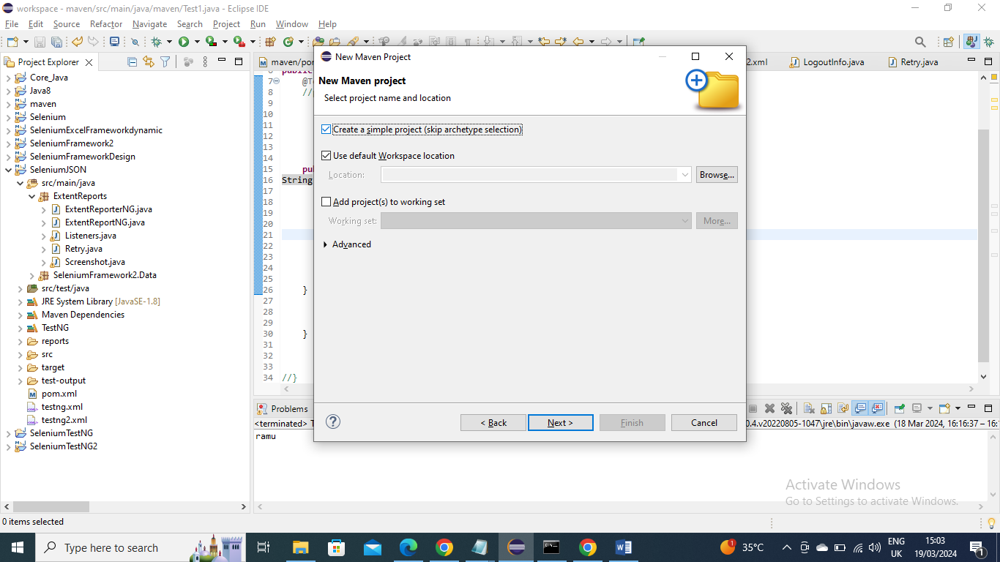 workspace - maven/src/main/java/maven/Test1.java - Eclipse IDE
File Edit Source Refactor Navigate Search Project Run Window Help
Project Explorer
Core_Java
Java8
maven
Selenium
SeleniumExcelFrameworkdynamic
SeleniumFramework2
SeleniumFrameworkDesign
SeleniumJSON
src/main/java
ExtentReports
ExtentReporterNG.java
ExtentReportNG.java
Listeners.java
Retry.java
Screenshot.java
SeleniumFramework2.Data
src/test/java
JRE System Library [JavaSE-1.8]
Maven Dependencies
TestNG
reports
src
target
test-output
pom.xml
testng.xml
testng2.xml
SeleniumTestNG
SeleniumTestNG2
0 items selected
maven/por
2.xml
LogoutInfo.java
Retry.java
7 @Te
8 //
9
10
11
12
13
14
15 pu
16 String
17
18
19
20
21
22
23
24
25
26 }
27
28
29
30 }
31
32
33
34 //}
New Maven Project
New Maven project
Select project name and location
Create a simple project (skip archetype selection)
Use default Workspace location
Location:
Browse...
Add project(s) to working set
Working set:
More...
Advanced
< Back
Next >
Finish
Cancel
Problems
<terminated> T
0.4.v20220805-1047\jre\bin\javaw.exe (18 Mar 2024, 16:16:37 – 16:
ramu
Activate Windows
Go to Settings to activate Windows.
Type here to search
1
35°C
ENG
UK
15:03
19/03/2024
1